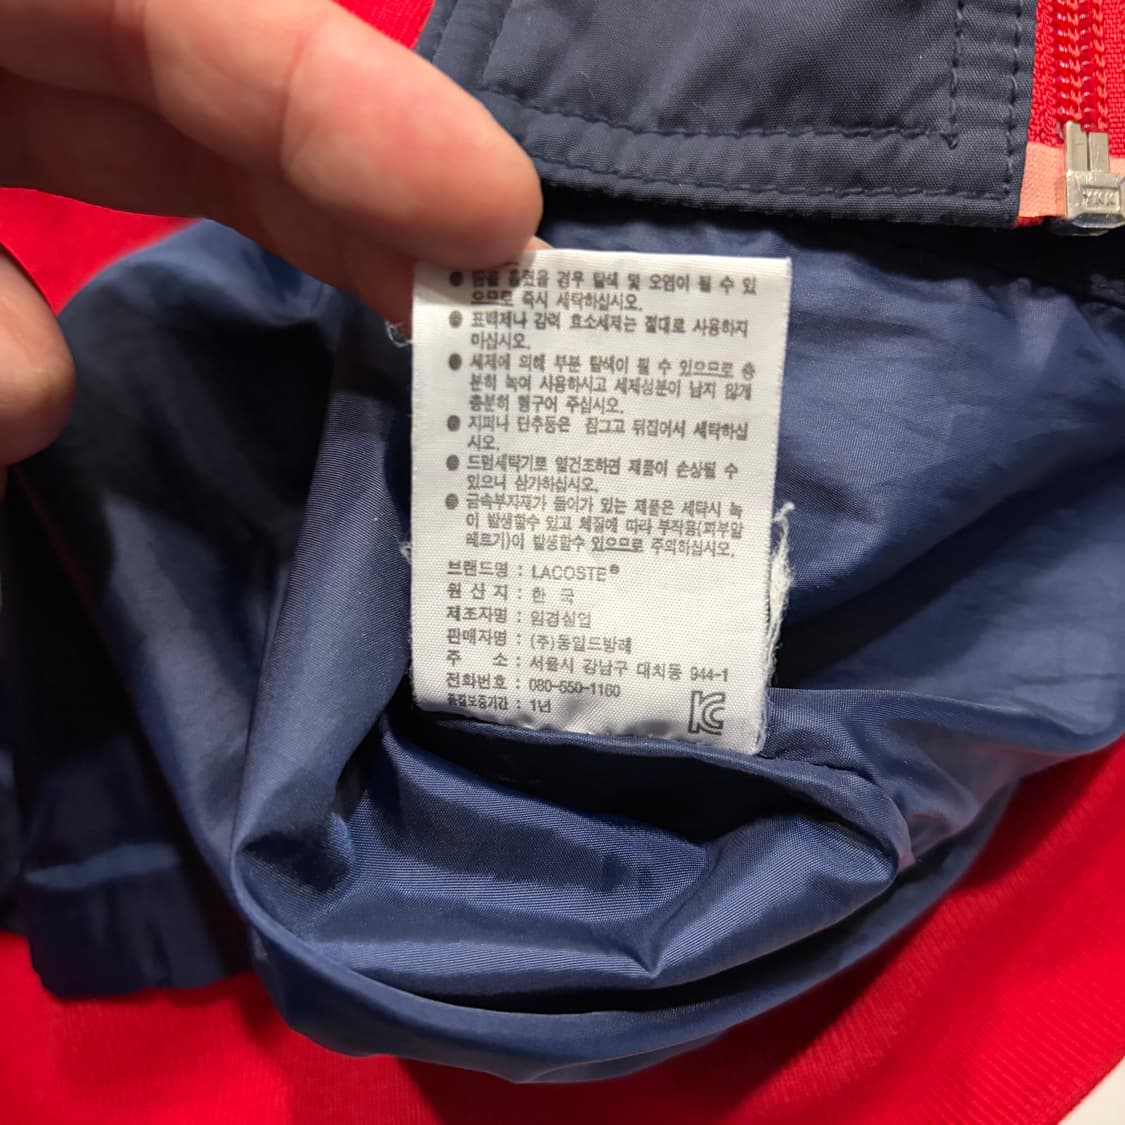 ● 땀을 흘렸을 경우 탈색 및 오염이 될 수 있
으므로 즉시 세탁하십시오.
● 표백제나 강력 효소세제는 절대로 사용하지
마십시오.
● 세제에 의해 부분 탈색이 될 수 있으므로 충
분히 녹여 사용하시고 세제성분이 남지 않게
충분히 헹구어 주십시오.
● 지퍼나 단추등은 잠그고 뒤집어서 세탁하십
시오.
● 드럼세탁기로 열건조하면 제품이 손상될 수
있으니 삼가하십시오.
● 금속부자재가 들어가 있는 제품은 세탁시 녹
이 발생할수 있고 체질에 따라 부작용(피부알
레르기)이 발생할수 있으므로 주의하십시오.
브랜드명 : LACOSTE®
원 산 지 : 한 국
제조자명 : 임경실업
판매자명 : (주)동일드방레
주 소 : 서울시 강남구 대치동 944-1
전화번호 : 080-550-1160
품질보증기간 : 1년
KC
YKK